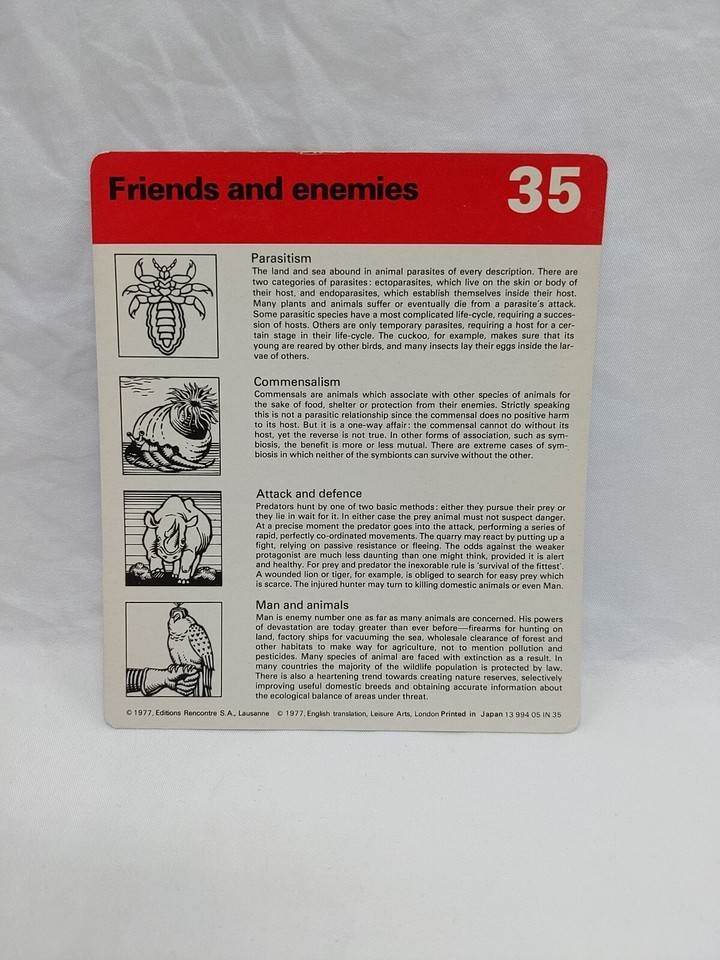 Friends and enemies
35
Parasitism
The land and sea abound in animal parasites of every description. There are
two categories of parasites: ectoparasites, which live on the skin or body of
their host, and endoparasites, which establish themselves inside their host.
Many plants and animals suffer or eventually die from a parasite's attack.
Some parasitic species have a most complicated life-cycle, requiring a succes-
sion of hosts. Others are only temporary parasites, requiring a host for a cer-
tain stage in their life-cycle. The cuckoo, for example, makes sure that its
young are reared by other birds, and many insects lay their eggs inside the lar-
vae of others.
Commensalism
Commensals are animals which associate with other species of animals for
the sake of food, shelter or protection from their enemies. Strictly speaking
this is not a parasitic relationship since the commensal does no positive harm
to its host. But it is a one-way affair: the commensal cannot do without its
host, yet the reverse is not true. In other forms of association, such as sym-
biosis, the benefit is more or less mutual. There are extreme cases of sym-
biosis in which neither of the symbionts can survive without the other.
Attack and defence
Predators hunt by one of two basic methods: either they pursue their prey or
they lie in wait for it. In either case the prey animal must not suspect danger.
At a precise moment the predator goes into the attack, performing a series of
rapid, perfectly co-ordinated movements. The quarry may react by putting up a
fight, relying on passive resistance or fleeing. The odds against the weaker
protagonist are much less daunting than one might think, provided it is alert
and healthy. For prey and predator the inexorable rule is 'survival of the fittest'.
A wounded lion or tiger, for example, is obliged to search for easy prey which
is scarce. The injured hunter may turn to killing domestic animals or even Man.
Man and animals
Man is enemy number one as far as many animals are concerned. His powers
of devastation are today greater than ever before—firearms for hunting on
land, factory ships for vacuuming the sea, wholesale clearance of forest and
other habitats to make way for agriculture, not to mention pollution and
pesticides. Many species of animal are faced with extinction as a result. In
many countries the majority of the wildlife population is protected by law.
There is also a heartening trend towards creating nature reserves, selectively
improving useful domestic breeds and obtaining accurate information about
the ecological balance of areas under threat.
© 1977, Editions Rencontre S.A., Lausanne © 1977, English translation, Leisure Arts, London Printed in Japan 13 994 05 IN 35